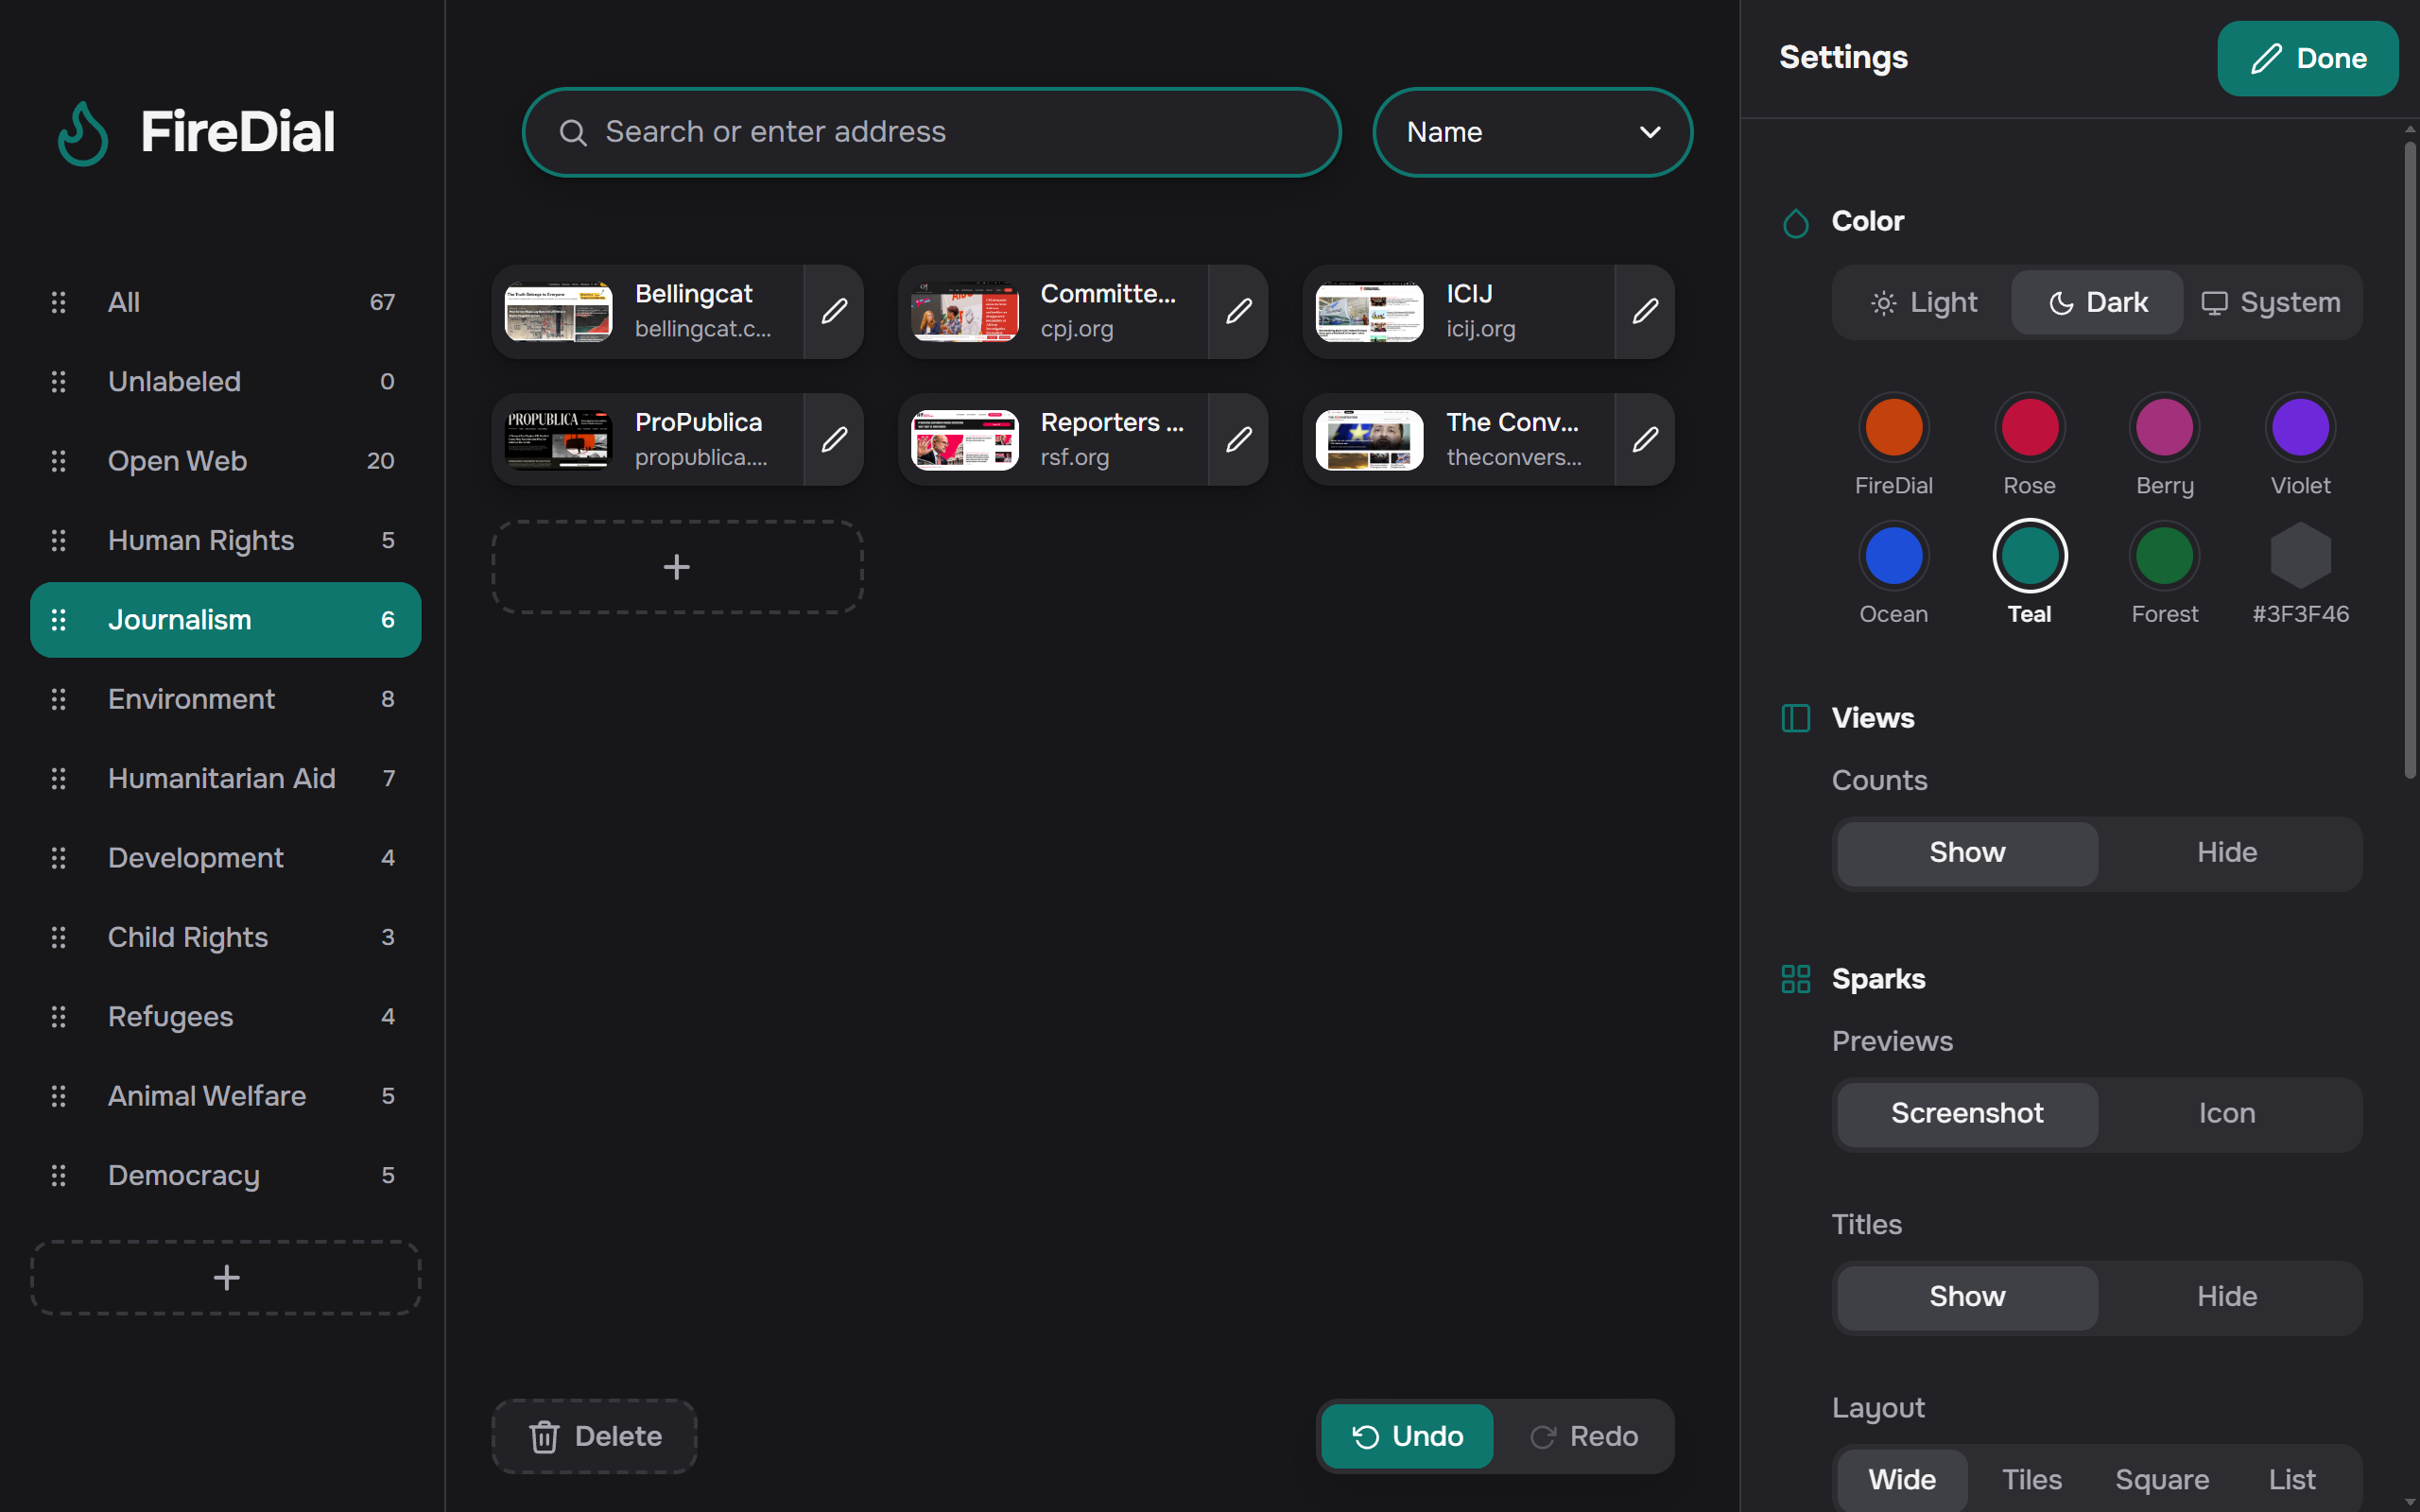 FireDial
All 67
Unlabeled 0
Open Web 20
Human Rights 5
Journalism 6
Environment 8
Humanitarian Aid 7
Development 4
Child Rights 3
Refugees 4
Animal Welfare 5
Democracy 5
Search or enter address
Name
Bellingcat
bellingcat.c...
Committe...
cpj.org
ICIJ
icij.org
PROPUBLICA
ProPublica
propublica....
Reporters ...
rsf.org
The Conv...
theconvers...
Delete
Undo
Redo
Settings
Done
Color
Light Dark System
FireDial Rose Berry Violet
Ocean Teal Forest #3F3F46
Views
Counts
Show Hide
Sparks
Previews
Screenshot Icon
Titles
Show Hide
Layout
Wide Tiles Square List